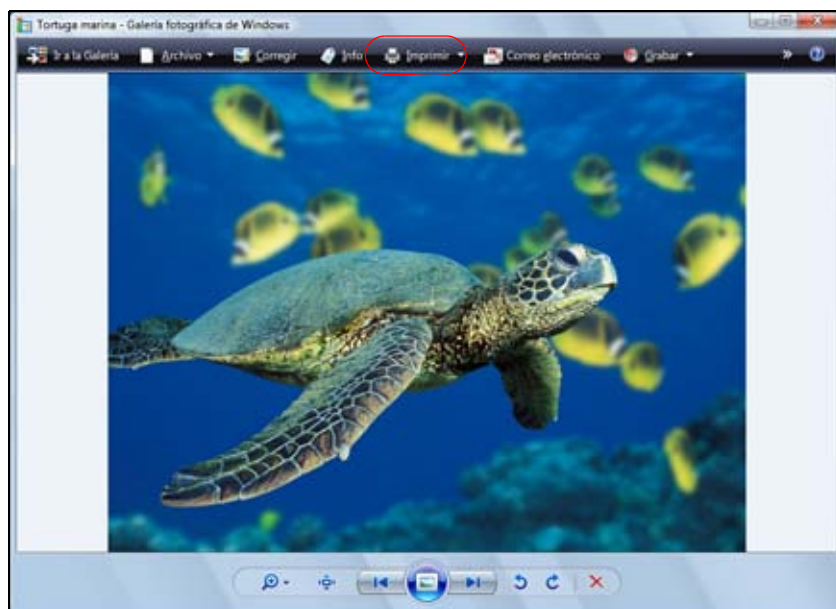 Tortuga marina - Galería fotográfica de Windows
Ir a la Galería Archivo Corregir Info Imprimir Correo electrónico Grabar » ?